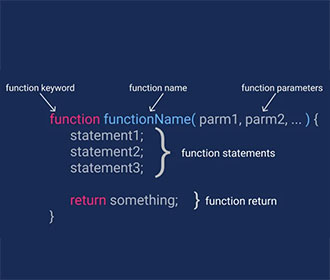 function keyword function name function parameters
function functionName( parm1, parm2, ... ) {
statement1;
statement2; function statements
statement3;
return something; } function return
}